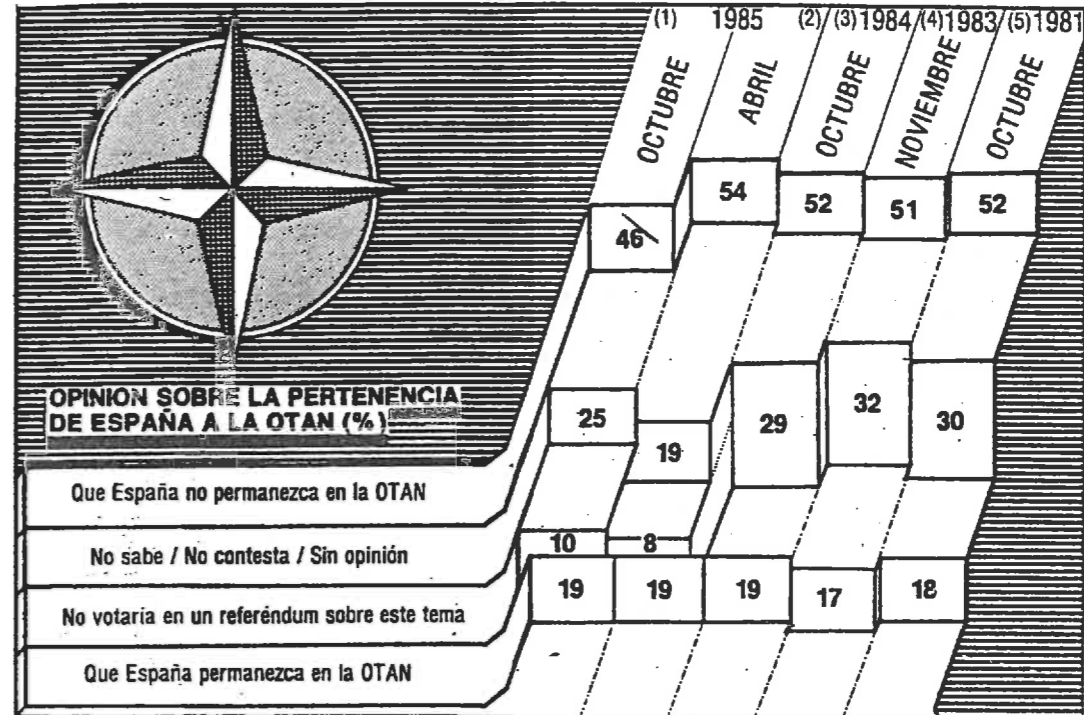 (1) 1985 (2) (3) 1984 (4) 1983 (5) 1981
OCTUBRE ABRIL OCTUBRE NOVIEMBRE OCTUBRE
46 54 52 51 52
25 19 29 32 30
10 8
19 19 19 17 18
OPINION SOBRE LA PERTENENCIA
DE ESPAÑA A LA OTAN (%)
Que España no permanezca en la OTAN
No sabe / No contesta / Sin opinión
No votaría en un referéndum sobre este tema
Que España permanezca en la OTAN